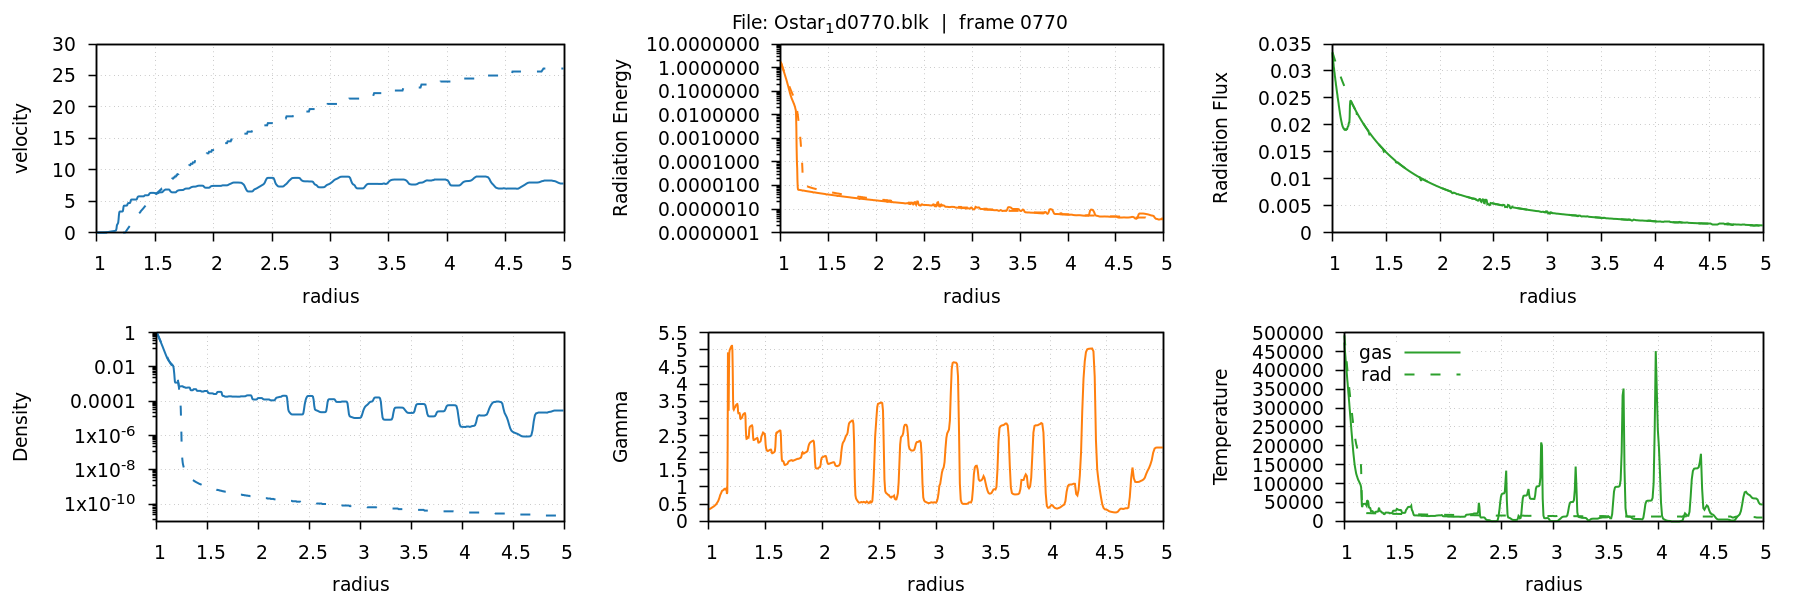 File: Ostar₁d0770.blk | frame 0770
velocity
30
25
20
15
10
5
0
1 1.5 2 2.5 3 3.5 4 4.5 5
radius
Radiation Energy
10.0000000
1.0000000
0.1000000
0.0100000
0.0010000
0.0001000
0.0000100
0.0000010
0.0000001
1 1.5 2 2.5 3 3.5 4 4.5 5
radius
Radiation Flux
0.035
0.03
0.025
0.02
0.015
0.01
0.005
0
1 1.5 2 2.5 3 3.5 4 4.5 5
radius
Density
1
0.01
0.0001
1x10⁻⁶
1x10⁻⁸
1x10⁻¹⁰
1 1.5 2 2.5 3 3.5 4 4.5 5
radius
Gamma
5.5
5
4.5
4
3.5
3
2.5
2
1.5
1
0.5
0
1 1.5 2 2.5 3 3.5 4 4.5 5
radius
Temperature
500000
450000
400000
350000
300000
250000
200000
150000
100000
50000
0
gas
rad
1 1.5 2 2.5 3 3.5 4 4.5 5
radius